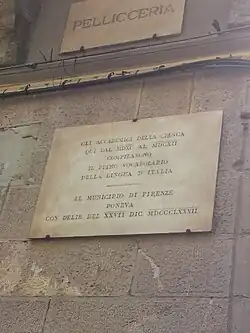 PELLICCERIA
GLI ACCADEMICI DELLA CRUSCA
QUI DAL AL MDCXII
COMPILARONO
IL PRIMO VOCABOLARIO
DELLA LINGUA D'ITALIA
IL MUNICIPIO DI FIRENZE
PONEVA
CON DELIB. DEL XXVII DIC. MDCCCLXXXII